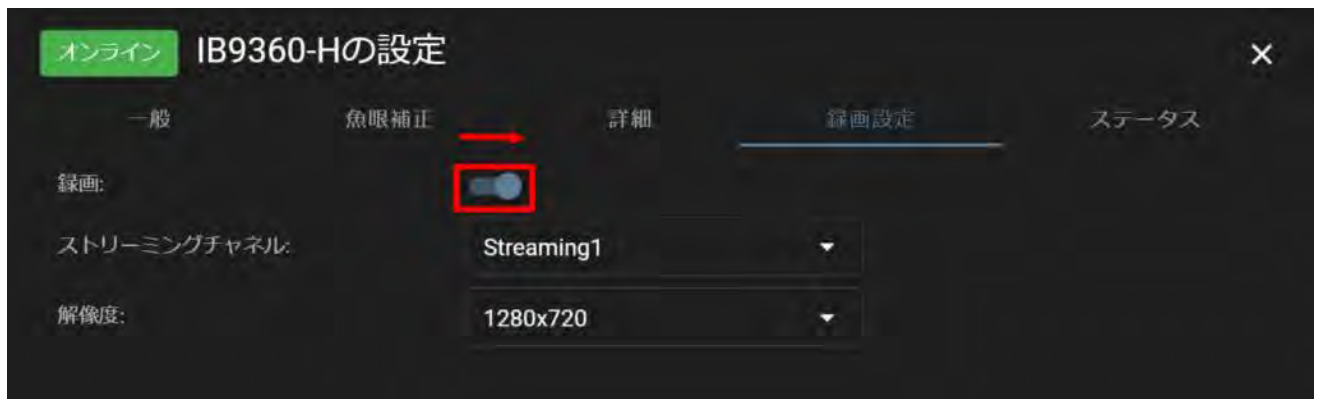 オンライン IB9360-Hの設定 ×
一般 魚眼補正 詳細 録画設定 ステータス
録画:
ストリーミングチャネル: Streaming1
解像度: 1280x720